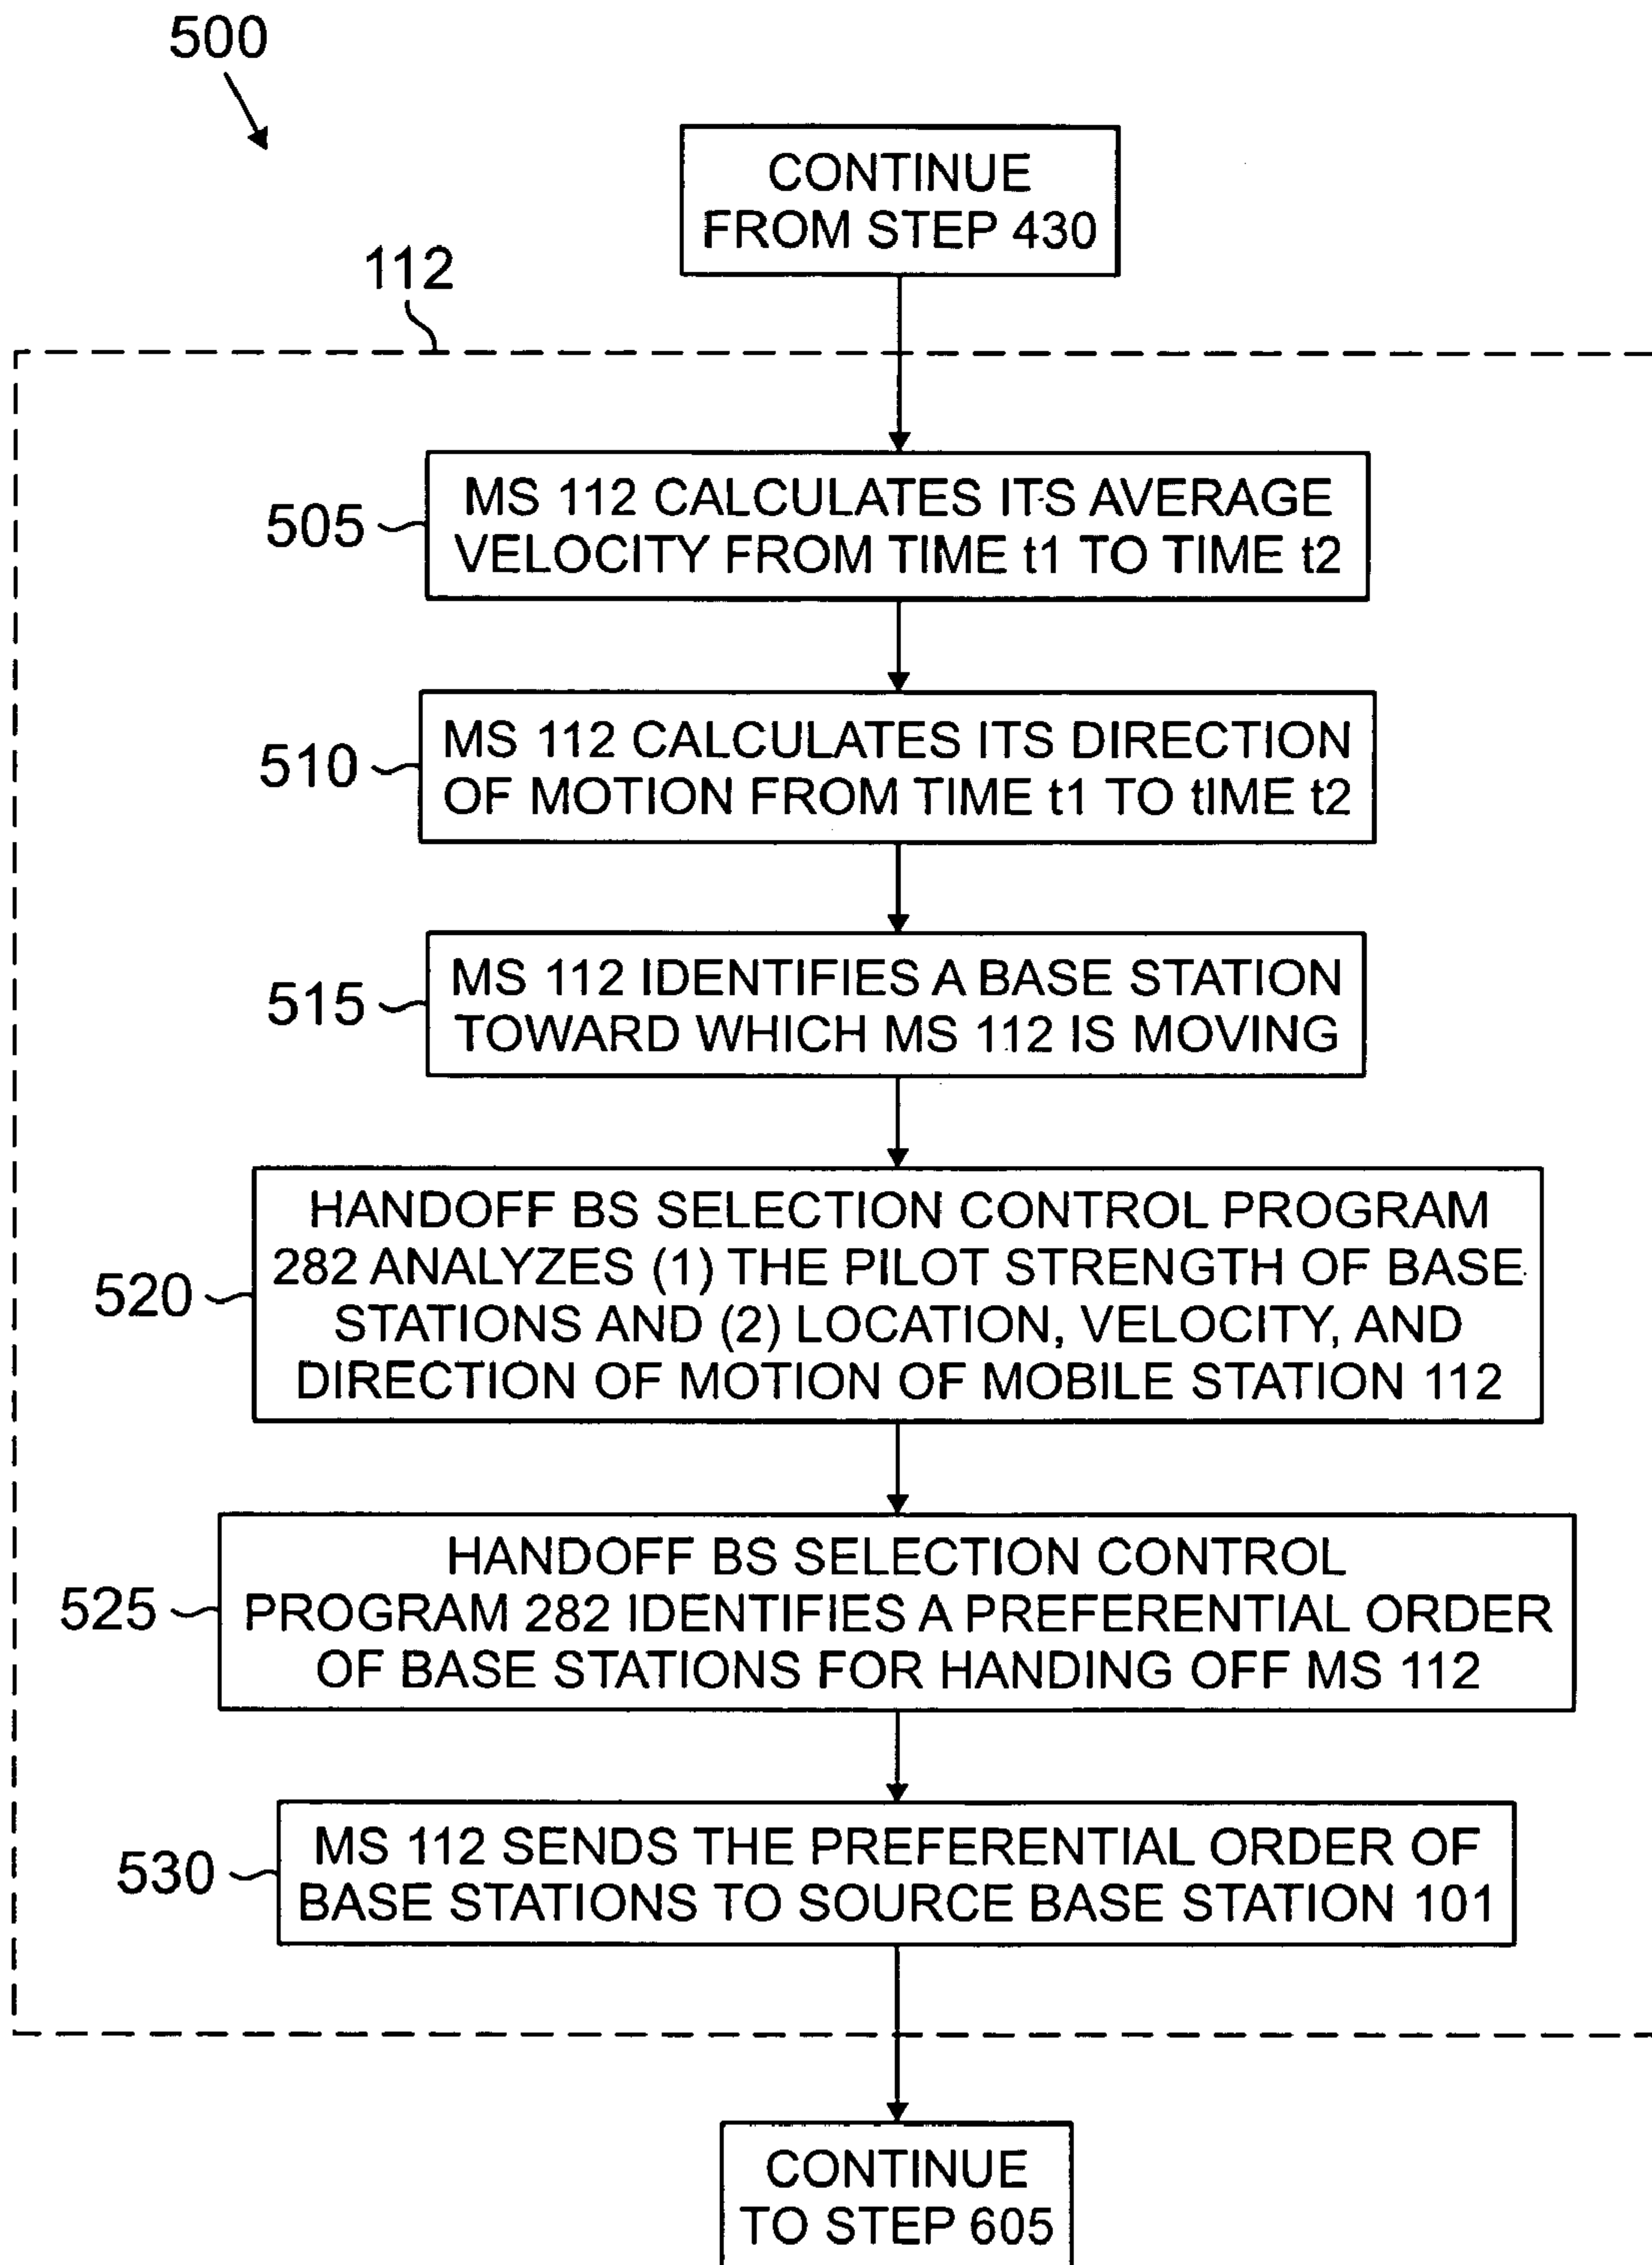 500
CONTINUE
FROM STEP 430
112
505
MS 112 CALCULATES ITS AVERAGE
VELOCITY FROM TIME t1 TO TIME t2
510
MS 112 CALCULATES ITS DIRECTION
OF MOTION FROM TIME t1 TO tIME t2
515
MS 112 IDENTIFIES A BASE STATION
TOWARD WHICH MS 112 IS MOVING
520
HANDOFF BS SELECTION CONTROL PROGRAM
282 ANALYZES (1) THE PILOT STRENGTH OF BASE
STATIONS AND (2) LOCATION, VELOCITY, AND
DIRECTION OF MOTION OF MOBILE STATION 112
525
HANDOFF BS SELECTION CONTROL
PROGRAM 282 IDENTIFIES A PREFERENTIAL ORDER
OF BASE STATIONS FOR HANDING OFF MS 112
530
MS 112 SENDS THE PREFERENTIAL ORDER OF
BASE STATIONS TO SOURCE BASE STATION 101
CONTINUE
TO STEP 605